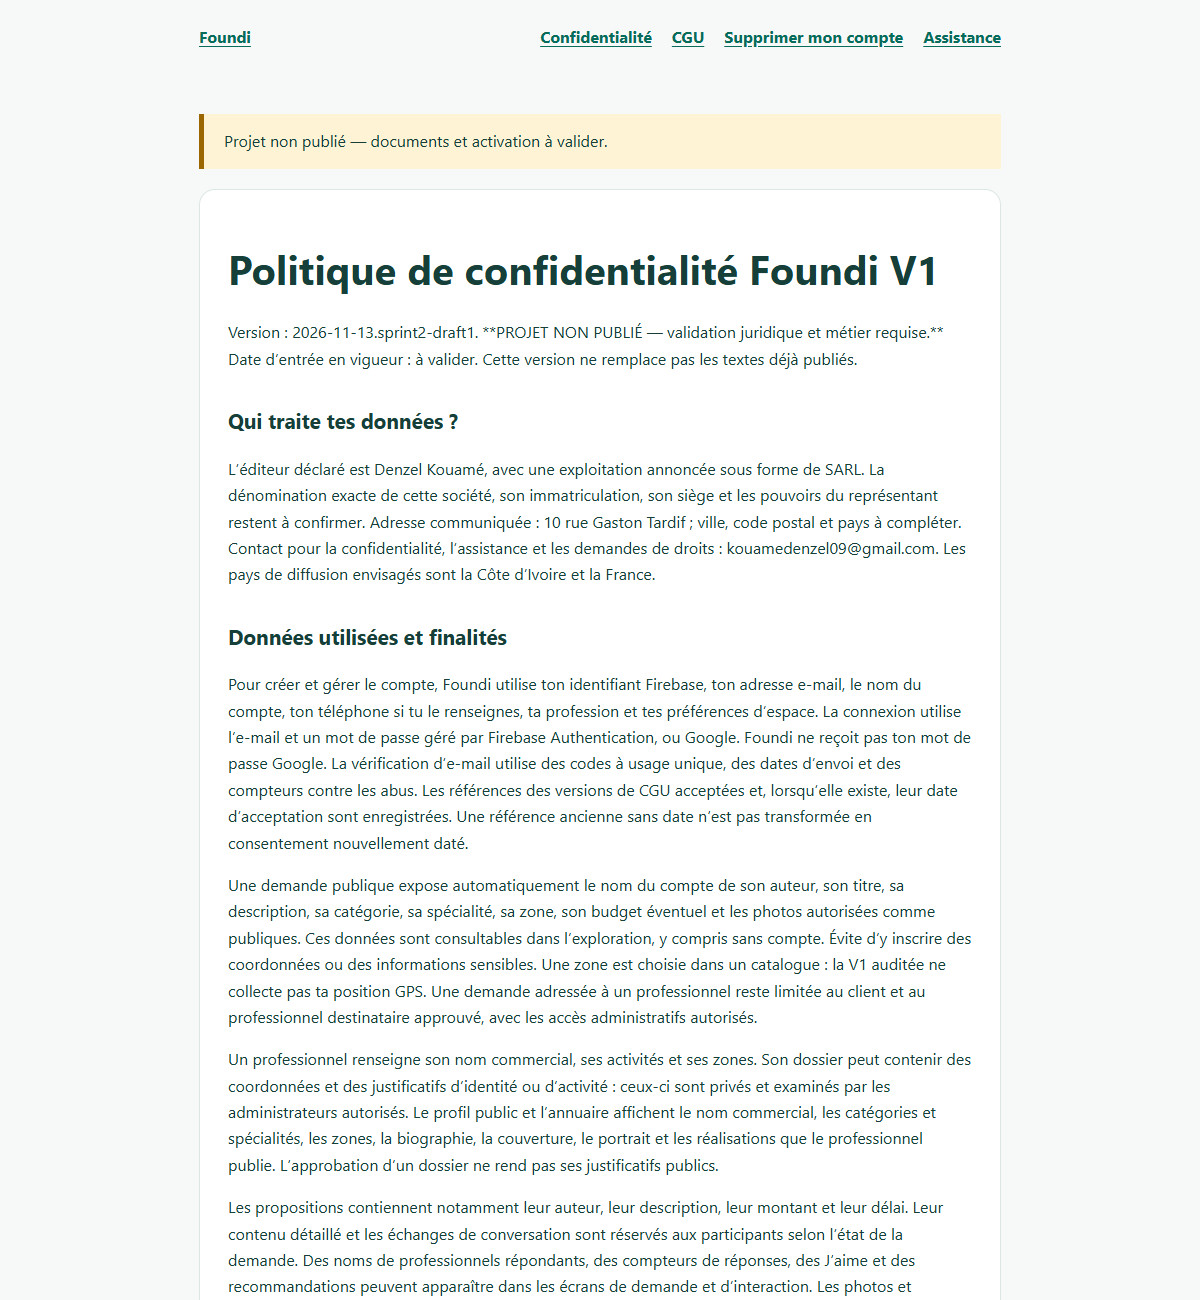 Foundi
Confidentialité CGU Supprimer mon compte Assistance
Projet non publié — documents et activation à valider.
Politique de confidentialité Foundi V1
Version : 2026-11-13.sprint2-draft1. **PROJET NON PUBLIÉ — validation juridique et métier requise.**
Date d’entrée en vigueur : à valider. Cette version ne remplace pas les textes déjà publiés.
Qui traite tes données ?
L’éditeur déclaré est Denzel Kouamé, avec une exploitation annoncée sous forme de SARL. La
dénomination exacte de cette société, son immatriculation, son siège et les pouvoirs du représentant
restent à confirmer. Adresse communiquée : 10 rue Gaston Tardif ; ville, code postal et pays à compléter.
Contact pour la confidentialité, l’assistance et les demandes de droits : kouamedenzel09@gmail.com. Les
pays de diffusion envisagés sont la Côte d’Ivoire et la France.
Données utilisées et finalités
Pour créer et gérer le compte, Foundi utilise ton identifiant Firebase, ton adresse e-mail, le nom du
compte, ton téléphone si tu le renseignes, ta profession et tes préférences d’espace. La connexion utilise
l’e-mail et un mot de passe géré par Firebase Authentication, ou Google. Foundi ne reçoit pas ton mot de
passe Google. La vérification d’e-mail utilise des codes à usage unique, des dates d’envoi et des
compteurs contre les abus. Les références des versions de CGU acceptées et, lorsqu’elle existe, leur date
d’acceptation sont enregistrées. Une référence ancienne sans date n’est pas transformée en
consentement nouvellement daté.
Une demande publique expose automatiquement le nom du compte de son auteur, son titre, sa
description, sa catégorie, sa spécialité, sa zone, son budget éventuel et les photos autorisées comme
publiques. Ces données sont consultables dans l’exploration, y compris sans compte. Évite d’y inscrire des
coordonnées ou des informations sensibles. Une zone est choisie dans un catalogue : la V1 auditée ne
collecte pas ta position GPS. Une demande adressée à un professionnel reste limitée au client et au
professionnel destinataire approuvé, avec les accès administratifs autorisés.
Un professionnel renseigne son nom commercial, ses activités et ses zones. Son dossier peut contenir des
coordonnées et des justificatifs d’identité ou d’activité : ceux-ci sont privés et examinés par les
administrateurs autorisés. Le profil public et l’annuaire affichent le nom commercial, les catégories et
spécialités, les zones, la biographie, la couverture, le portrait et les réalisations que le professionnel
publie. L’approbation d’un dossier ne rend pas ses justificatifs publics.
Les propositions contiennent notamment leur auteur, leur description, leur montant et leur délai. Leur
contenu détaillé et les échanges de conversation sont réservés aux participants selon l’état de la
demande. Des noms de professionnels répondants, des compteurs de réponses, des J’aime et des
recommandations peuvent apparaître dans les écrans de demande et d’interaction. Les photos et